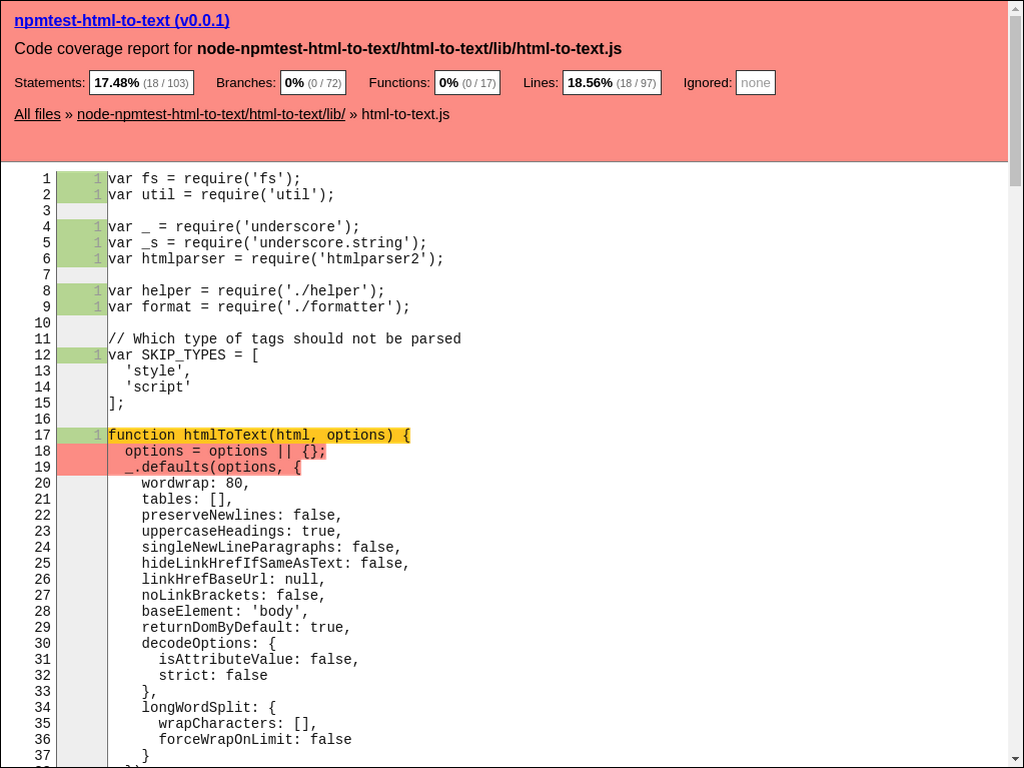 npmtest-html-to-text (v0.0.1)
Code coverage report for node-npmtest-html-to-text/html-to-text/lib/html-to-text.js
Statements: 17.48% (18 / 103) Branches: 0% (0 / 72) Functions: 0% (0 / 17) Lines: 18.56% (18 / 97) Ignored: none
All files » node-npmtest-html-to-text/html-to-text/lib/ » html-to-text.js
1 1 var fs = require('fs');
2 1 var util = require('util');
3
4 1 var _ = require('underscore');
5 1 var _s = require('underscore.string');
6 1 var htmlparser = require('htmlparser2');
7
8 1 var helper = require('./helper');
9 1 var format = require('./formatter');
10
11 // Which type of tags should not be parsed
12 1 var SKIP_TYPES = [
13 'style',
14 'script'
15 ];
16
17 1 function htmlToText(html, options) {
18 options = options || {};
19 _.defaults(options, {
20 wordwrap: 80,
21 tables: [],
22 preserveNewlines: false,
23 uppercaseHeadings: true,
24 singleNewLineParagraphs: false,
25 hideLinkHrefIfSameAsText: false,
26 linkHrefBaseUrl: null,
27 noLinkBrackets: false,
28 baseElement: 'body',
29 returnDomByDefault: true,
30 decodeOptions: {
31 isAttributeValue: false,
32 strict: false
33 },
34 longWordSplit: {
35 wrapCharacters: [],
36 forceWrapOnLimit: false
37 }